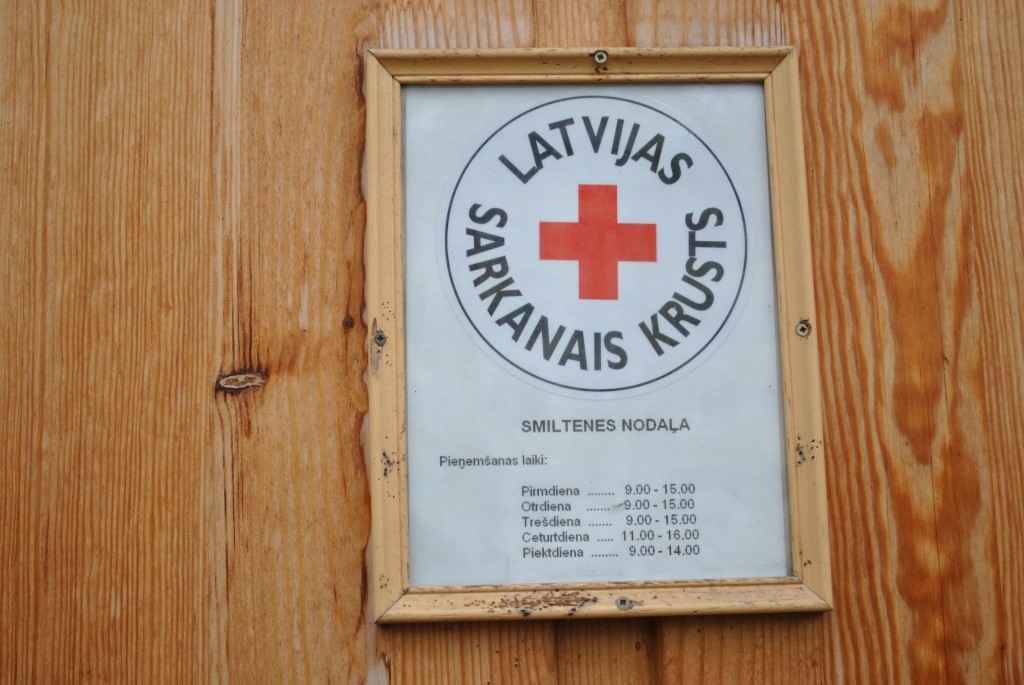 LATVIJAS
SARKANAIS KRUSTS
SMILTENES NODAĻA
Pieņemšanas laiki:
Pirmdiena ........ 9.00 - 15.00
Otrdiena ....... 9.00 - 15.00
Trešdiena ....... 9.00 - 15.00
Ceturtdiena ..... 11.00 - 16.00
Piektdiena ........ 9.00 - 14.00